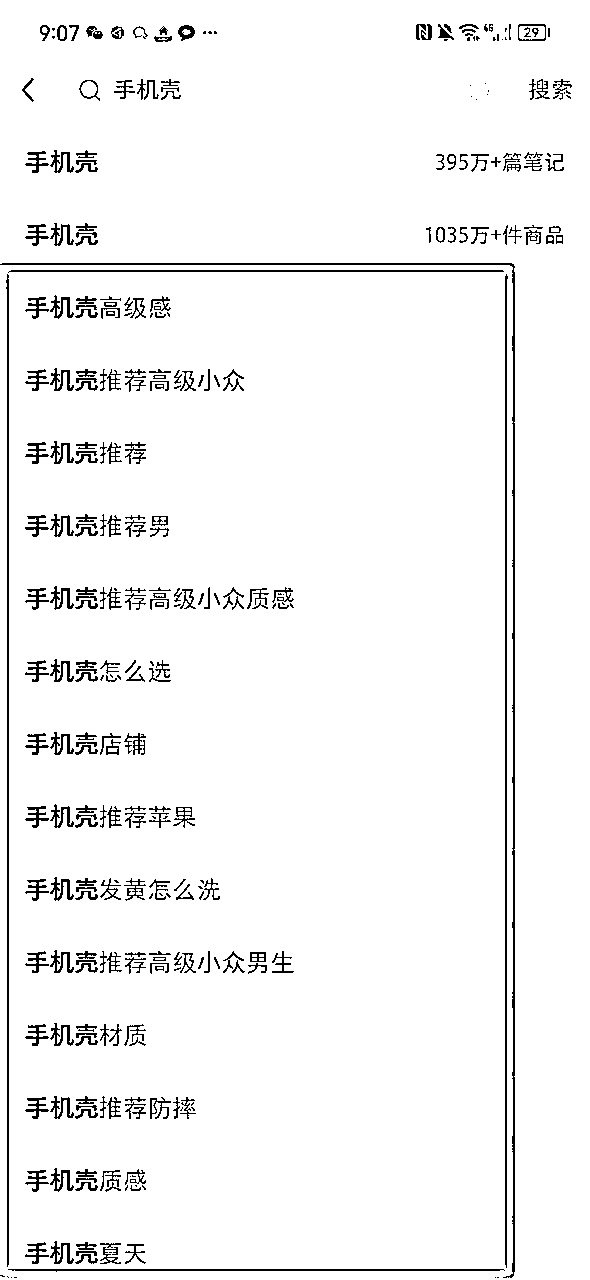 9:07 ... 29
手机壳 搜索
手机壳 395万+篇笔记
手机壳 1035万+件商品
手机壳高级感
手机壳推荐高级小众
手机壳推荐
手机壳推荐男
手机壳推荐高级小众质感
手机壳怎么选
手机壳店铺
手机壳推荐苹果
手机壳发黄怎么洗
手机壳推荐高级小众男生
手机壳材质
手机壳推荐防摔
手机壳质感
手机壳夏天